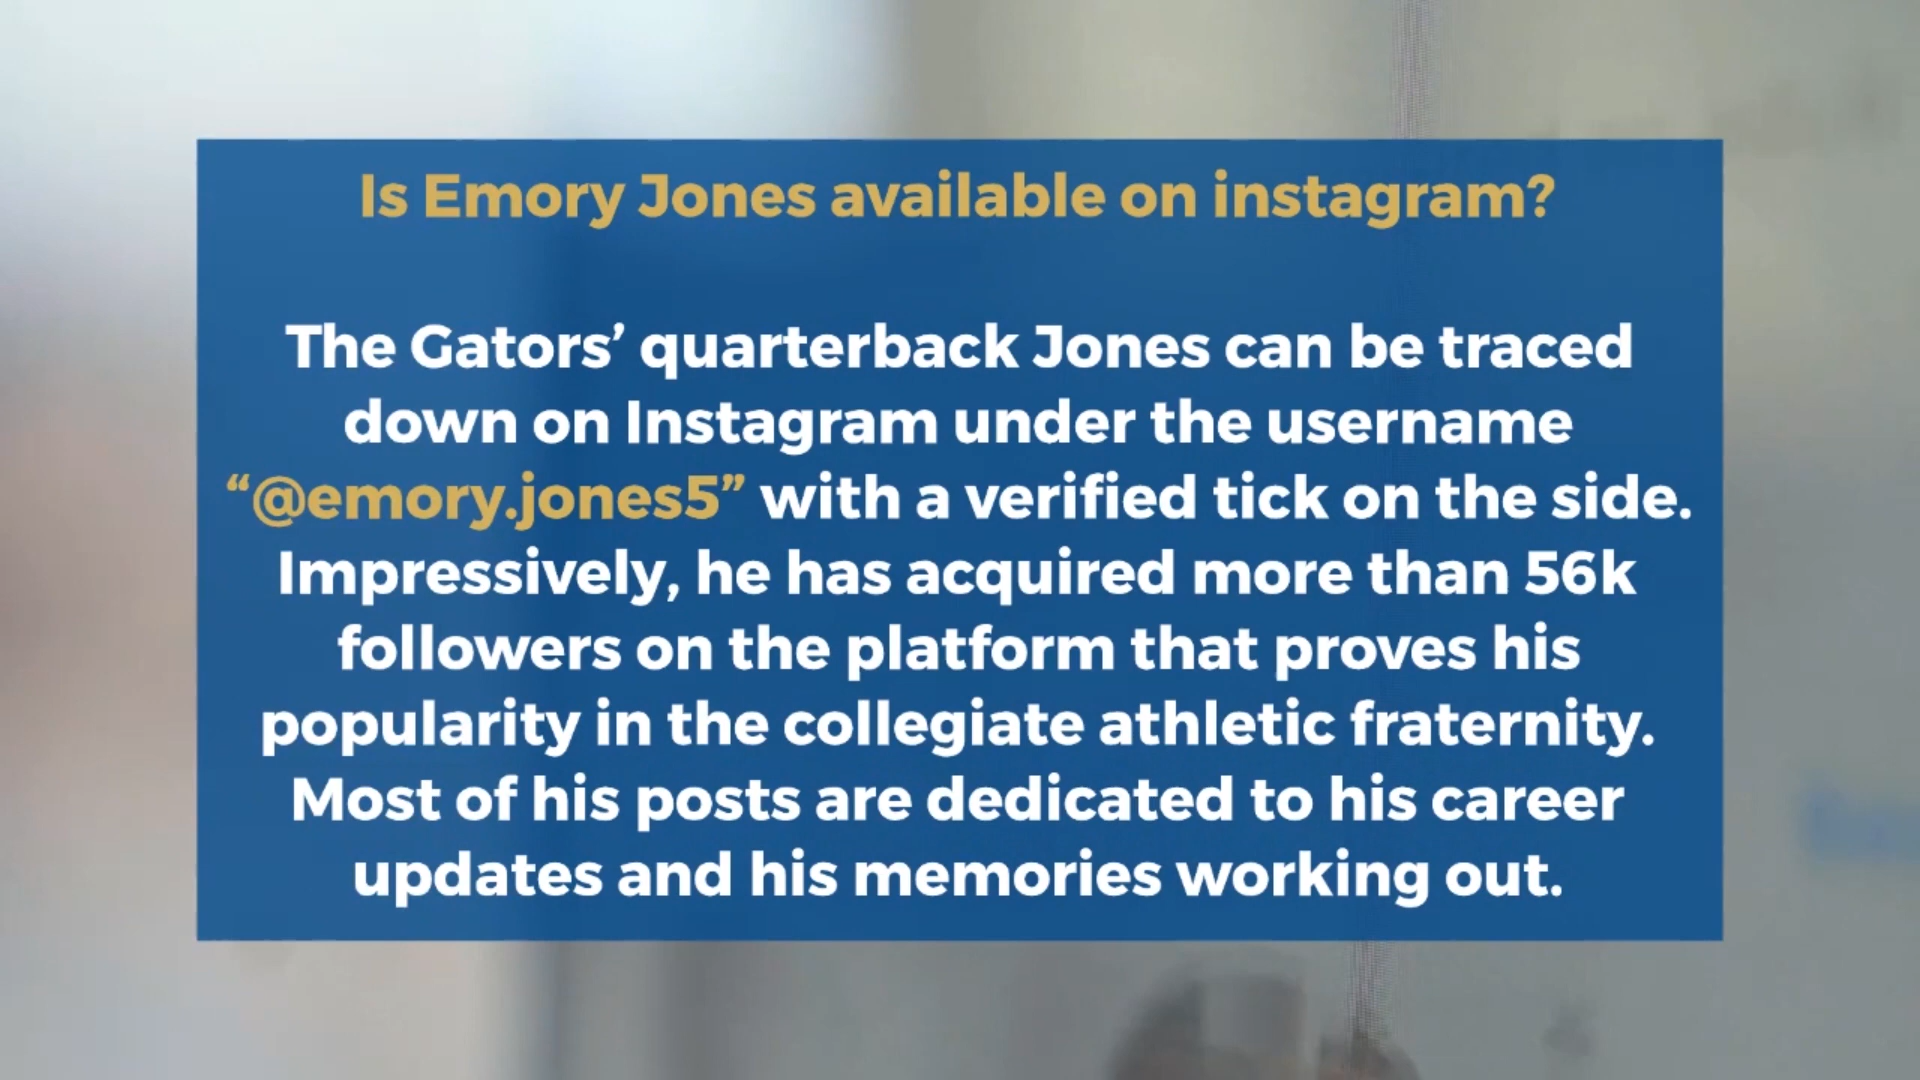 Is Emory Jones available on instagram?
The Gators’ quarterback Jones can be traced
down on Instagram under the username
“@emory.jones5” with a verified tick on the side.
Impressively, he has acquired more than 56k
followers on the platform that proves his
popularity in the collegiate athletic fraternity.
Most of his posts are dedicated to his career
updates and his memories working out.